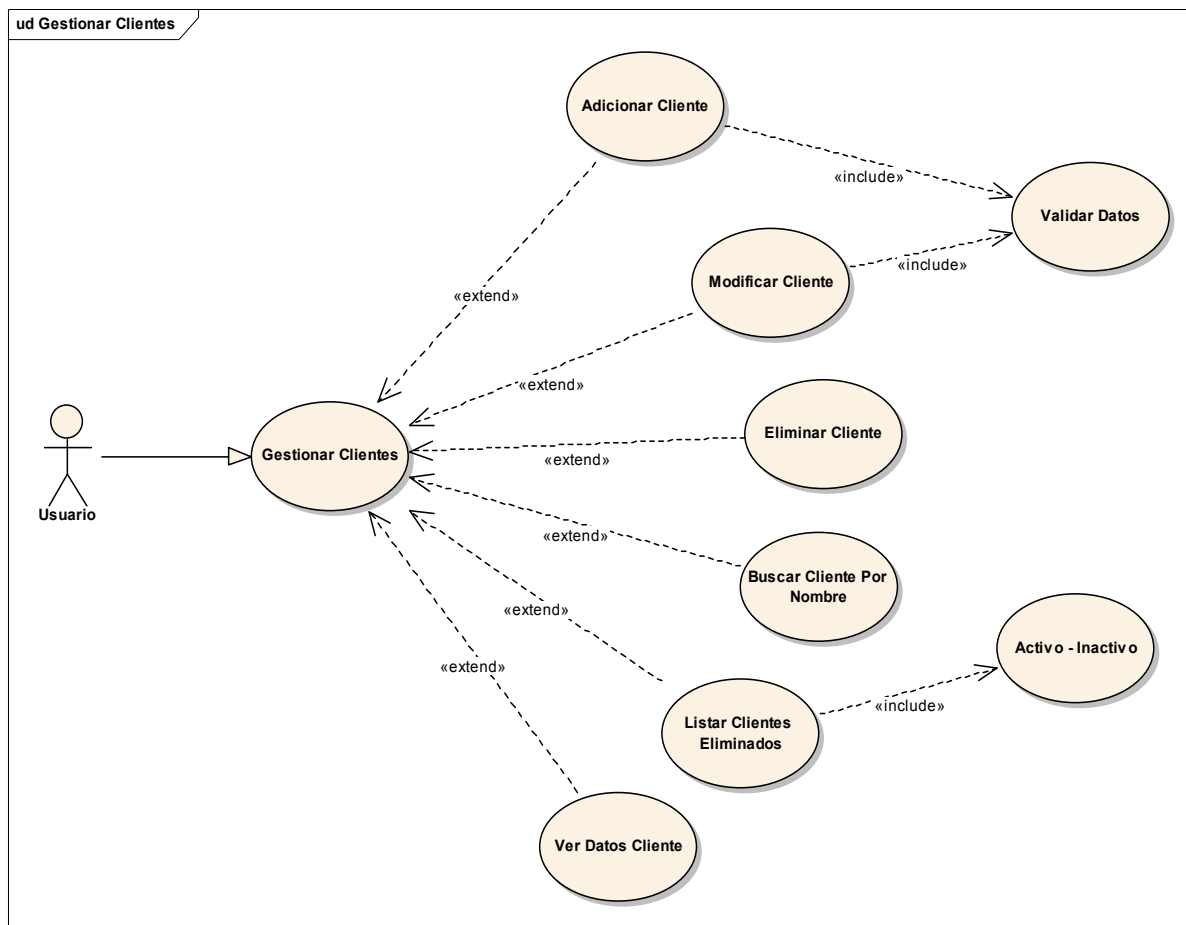 ud Gestionar Clientes
Adicionar Cliente
«include»
Validar Datos
Modificar Cliente
«include»
«extend»
«extend»
Eliminar Cliente
Gestionar Clientes
«extend»
Usuario
«extend»
Buscar Cliente Por
Nombre
«extend»
Activo - Inactivo
«extend»
Listar Clientes
Eliminados
«include»
Ver Datos Cliente